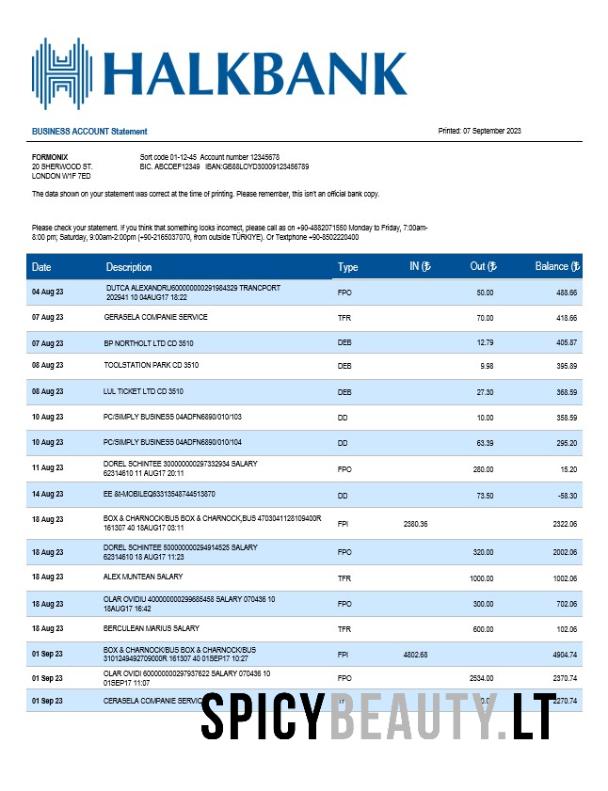 HALKBANK
BUSINESS ACCOUNT Statement Printed: 07 September 2023
FORMONIX Sort code 01-12-45 Account number 12345678
20 SHERWOOD ST. BIC. ABCDEF12349 IBAN:GB88LOYD30009123456789
LONDON W1F 7ED
The data shown on your statement was correct at the time of printing. Please remember, this isn't an official bank copy.
Please check your statement. If you think that something looks incorrect, please call as on +90-4882071550 Monday to Friday, 7:00am-
8:00 pm; Saturday, 9:00am-2:00pm (+90-2165037070, from outside TÜRKIYE). Or Textphone +90-8502220400
Date Description Type IN (₺ Out (₺ Balance (₺
04 Aug 23 DUTCA ALEXANDRU600000000291984329 TRANCPORT
202941 10 04AUG17 18:22 FPO 50.00 488.66
07 Aug 23 GERASELA COMPANIE SERVICE TFR 70.00 418.66
07 Aug 23 BP NORTHOLT LTD CD 3510 DEB 12.79 405.87
08 Aug 23 TOOLSTATION PARK CD 3510 DEB 9.98 395.89
08 Aug 23 LUL TICKET LTD CD 3510 DEB 27.30 368.59
10 Aug 23 PC/SIMPLY BUSINESS 04ADFN6890/010/103 DD 10.00 358.59
10 Aug 23 PC/SIMPLY BUSINESS 04ADFN6890/010/104 DD 63.39 295.20
11 Aug 23 DOREL SCHINTEE 300000000297332934 SALARY
62314610 11 AUG17 20:11 FPO 280.00 15.20
14 Aug 23 EE &t-MOBILEQ63313548744513870 DD 73.50 -58.30
18 Aug 23 BOX & CHARNOCK/BUS BOX & CHARNOCK,BUS 4703041128109400R
161307 40 18AUG17 03:11 FPI 2380.36 2322.06
18 Aug 23 DOREL SCHINTEE 500000000294914525 SALARY
62314610 18 AUG17 11:23 FPO 320.00 2002.06
18 Aug 23 ALEX MUNTEAN SALARY TFR 1000.00 1002.06
18 Aug 23 OLAR OVIDIU 400000000299685458 SALARY 070436 10
18AUG17 16:42 FPO 300.00 702.06
18 Aug 23 BERCULEAN MARIUS SALARY TFR 600.00 102.06
01 Sep 23 BOX & CHARNOCK/BUS BOX & CHARNOCK/BUS
3101249492709000R 161307 40 01SEP17 10:27 FPI 4802.68 4904.74
01 Sep 23 OLAR OVIDI 600000000297937622 SALARY 070436 10
01SEP17 11:07 FPO 2534.00 2370.74
01 Sep 23 CERASELA COMPANIE 2270.74
SPICYBEAUTY.LT